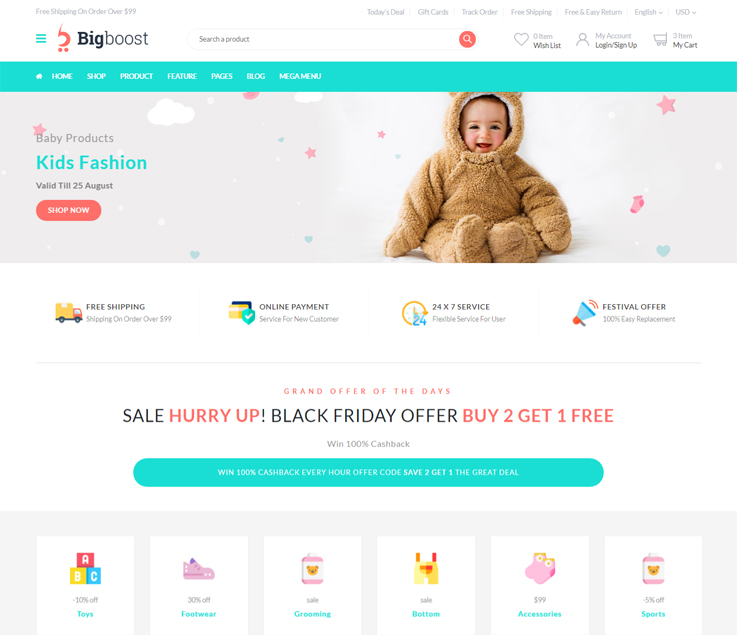 Free Shipping On Order Over $99
Today's Deal Gift Cards Track Order Free Shipping Free & Easy Return English USD
Bigboost
Search a product
0 Item
Wish List
My Account
Login/Sign Up
3 Item
My Cart
HOME SHOP PRODUCT FEATURE PAGES BLOG MEGA MENU
Baby Products
Kids Fashion
Valid Till 25 August
SHOP NOW
FREE SHIPPING
Shipping On Order Over $99
ONLINE PAYMENT
Service For New Customer
24
24 X 7 SERVICE
Flexible Service For User
FESTIVAL OFFER
100% Easy Replacement
GRAND OFFER OF THE DAYS
SALE HURRY UP! BLACK FRIDAY OFFER BUY 2 GET 1 FREE
Win 100% Cashback
WIN 100% CASHBACK EVERY HOUR OFFER CODE SAVE 2 GET 1 THE GREAT DEAL
A
B C
-10% off
Toys
30% off
Footwear
sale
Grooming
sale
Bottom
$99
Accessories
-5% off
Sports